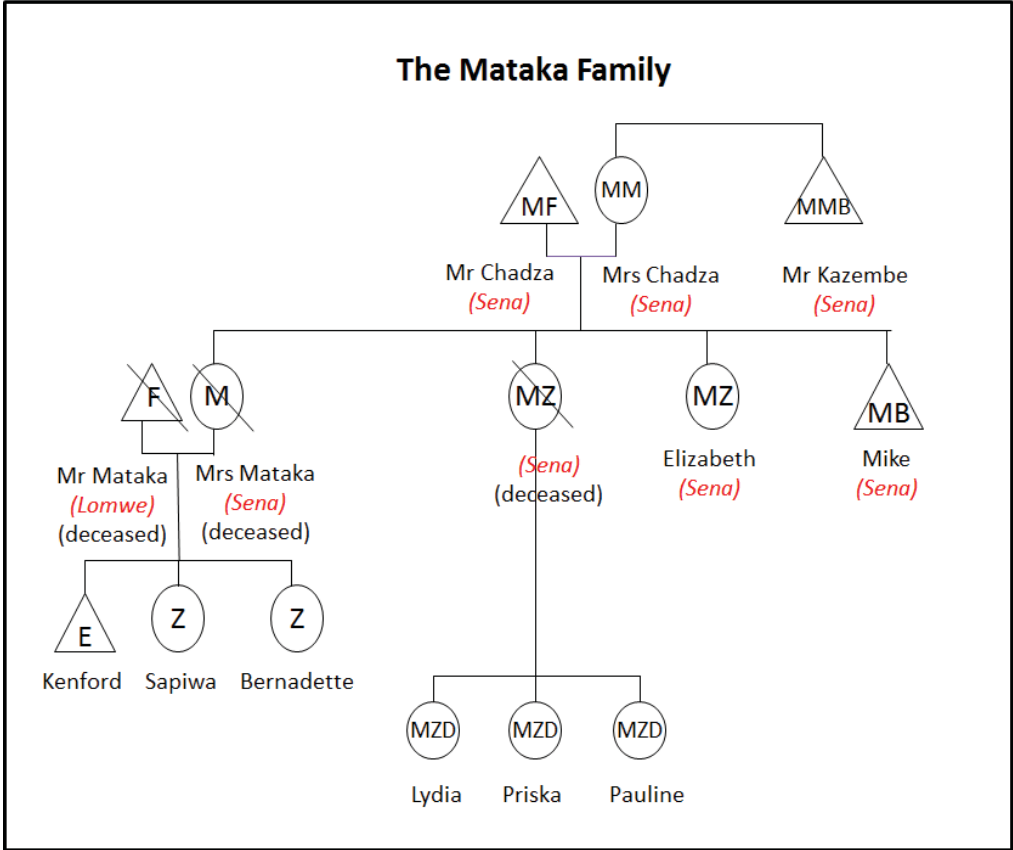 The Mataka Family
MF
MM
MMB
Mr Chadza
(Sena)
Mrs Chadza
(Sena)
Mr Kazembe
(Sena)
F
M
MZ
MZ
MB
Mr Mataka
(Lomwe)
(deceased)
Mrs Mataka
(Sena)
(deceased)
(Sena)
(deceased)
Elizabeth
(Sena)
Mike
(Sena)
E
Z
Z
Kenford
Sapiwa
Bernadette
MZD
MZD
MZD
Lydia
Priska
Pauline